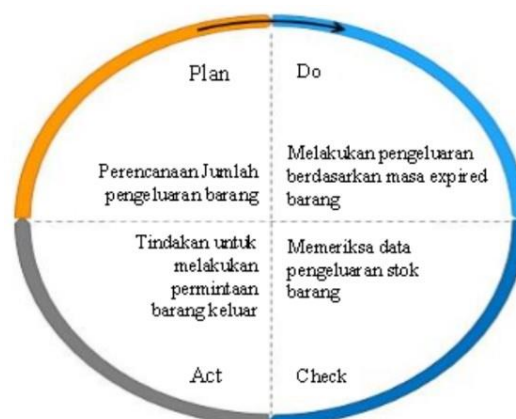 Plan
Perencanaan Jumlah
pengeluaran barang
Do
Melakukan pengeluaran
berdasarkan masa expired
barang
Tindakan untuk
melakukan
permintaan
barang keluar
Act
Memeriksa data
pengeluaran stok
barang
Check